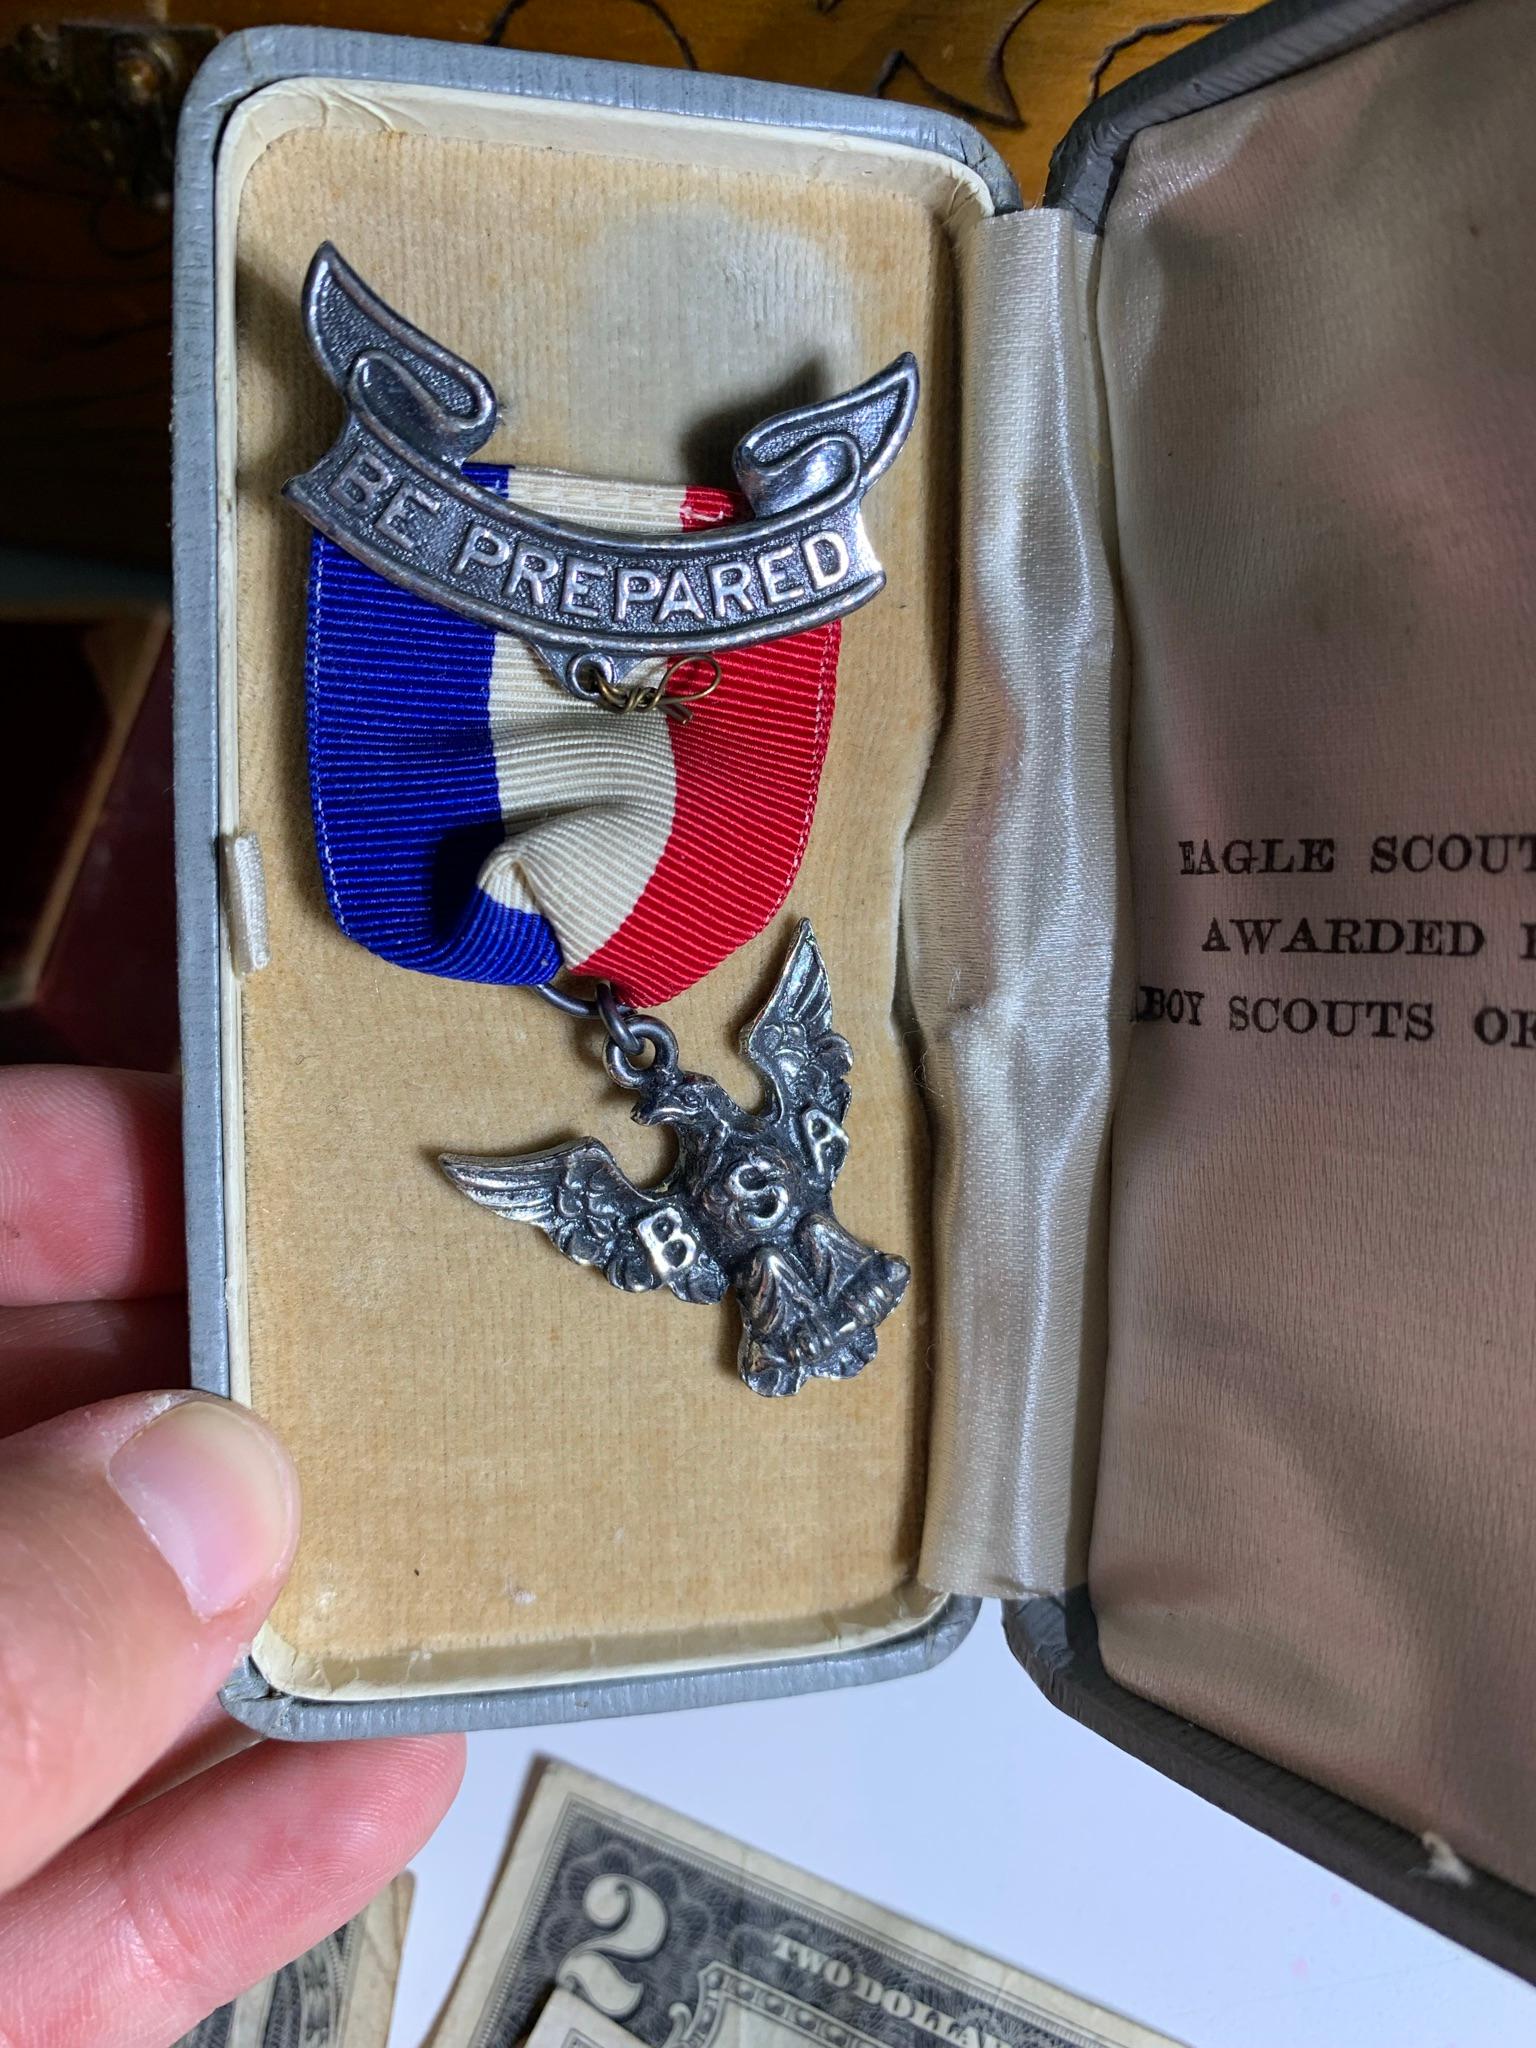 BE PREPARED
B S A
EAGLE SCOUT
AWARDED
BOY SCOUTS
2
TWO DOLLA